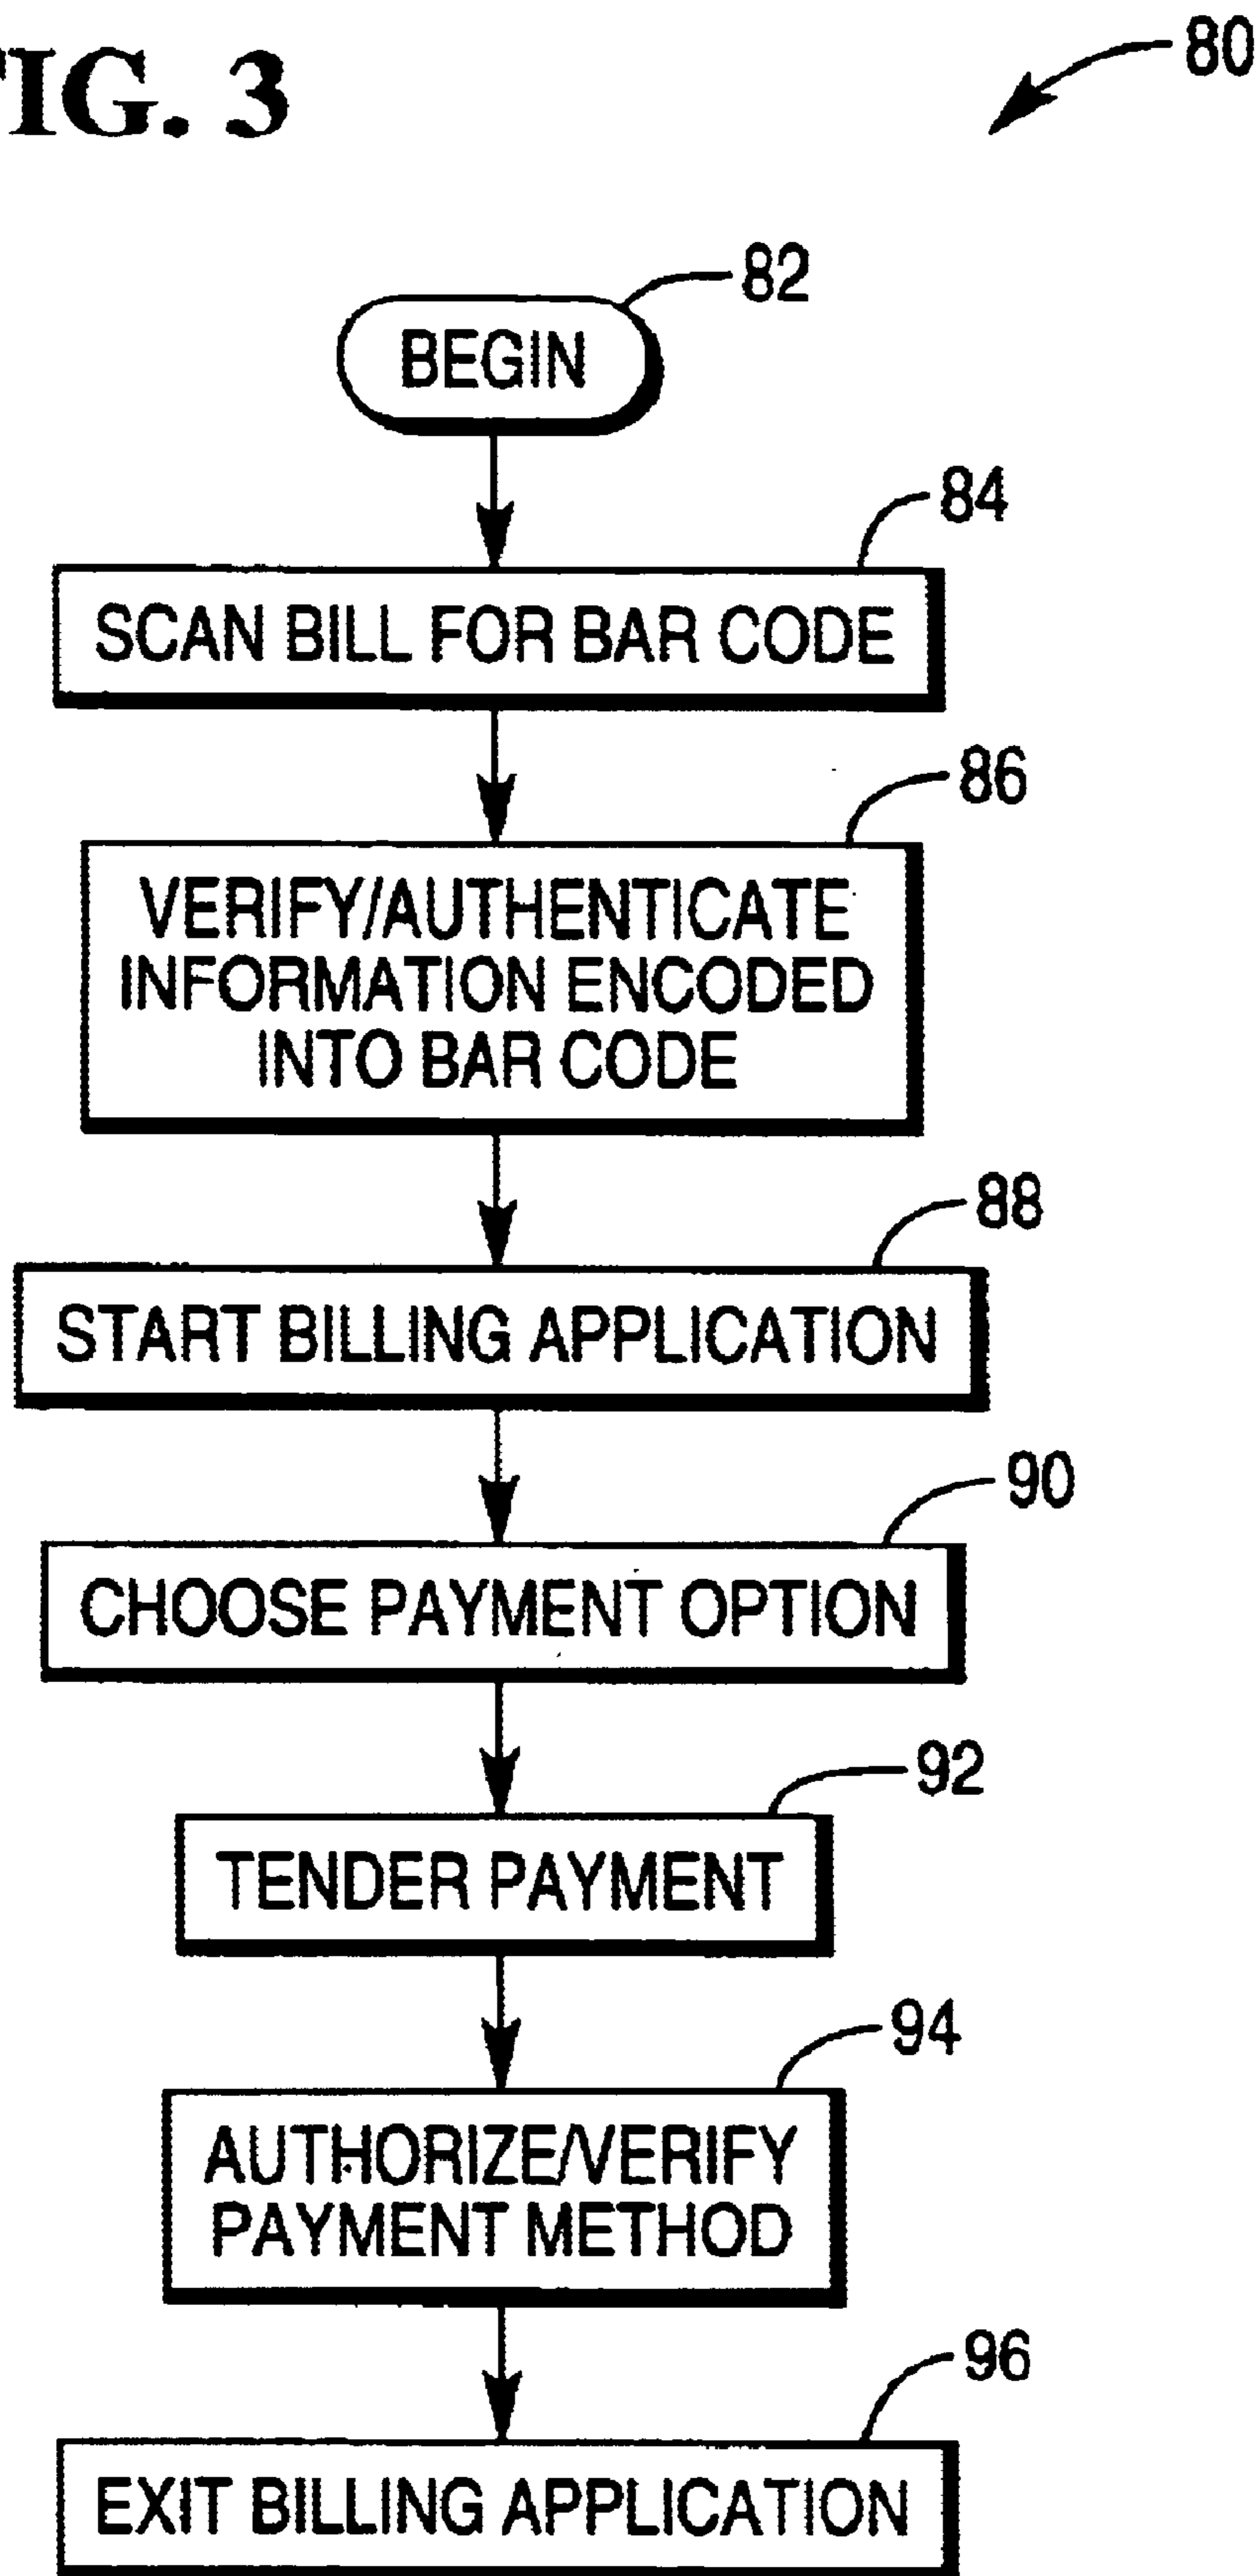 FIG. 3
80
82
BEGIN
84
SCAN BILL FOR BAR CODE
86
VERIFY/AUTHENTICATE
INFORMATION ENCODED
INTO BAR CODE
88
START BILLING APPLICATION
90
CHOOSE PAYMENT OPTION
92
TENDER PAYMENT
94
AUTHORIZE/VERIFY
PAYMENT METHOD
96
EXIT BILLING APPLICATION